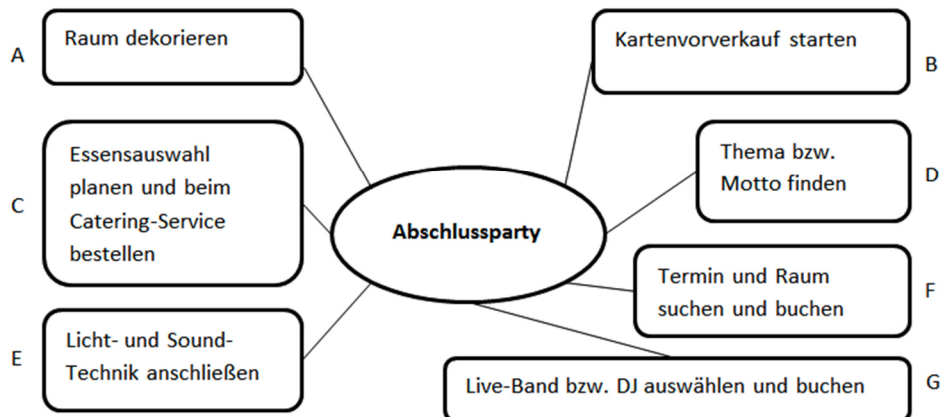 A
Raum dekorieren
Kartenvorverkauf starten
B
C
Essensauswahl
planen und beim
Catering-Service
bestellen
Abschlussparty
Thema bzw.
Motto finden
D
Termin und Raum
suchen und buchen
F
E
Licht- und Sound-
Technik anschließen
Live-Band bzw. DJ auswählen und buchen
G